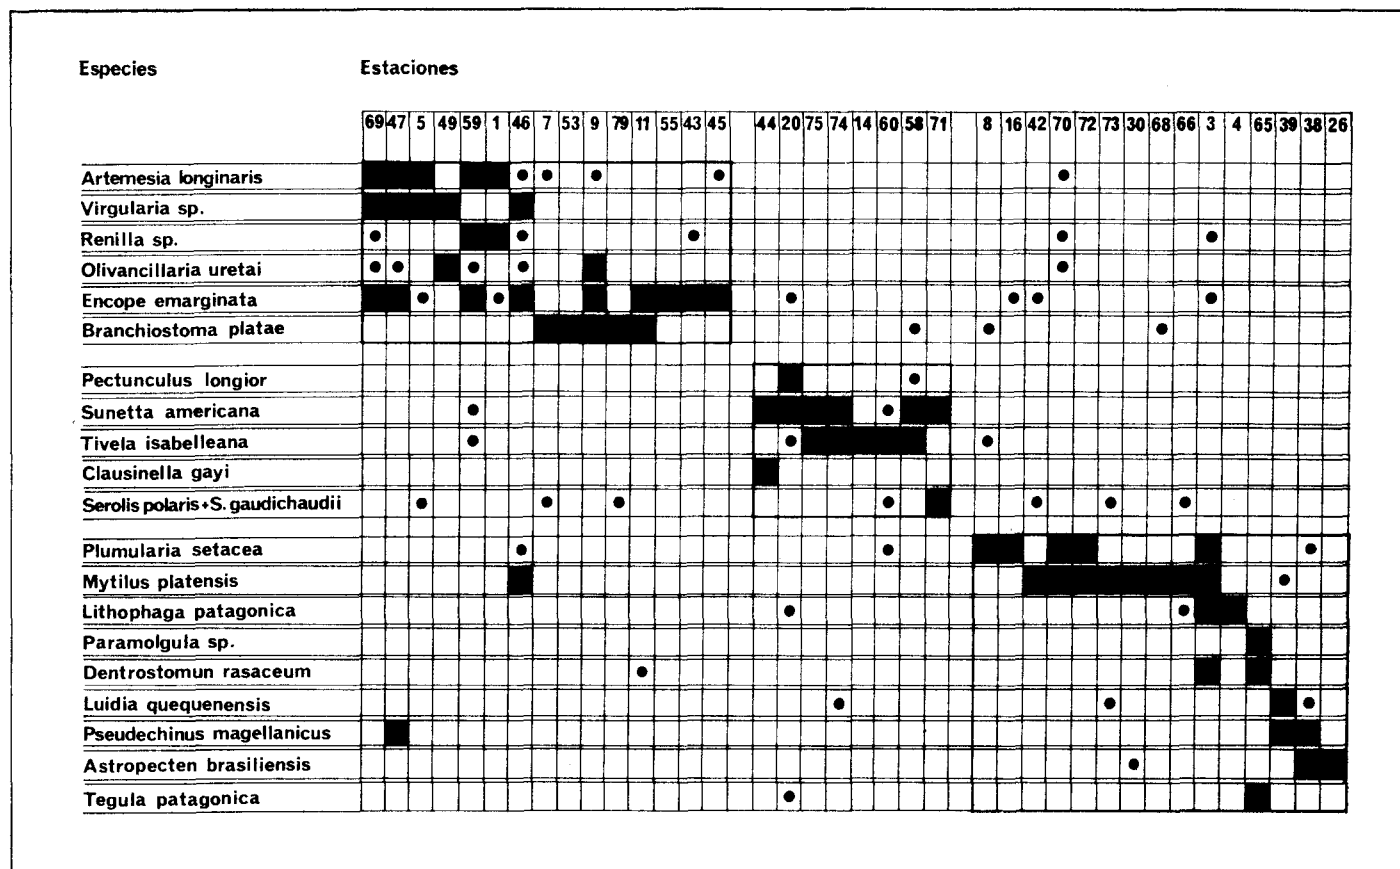 Especies Estaciones
69 47 5 49 59 1 46 7 53 9 79 11 55 43 45 44 20 75 74 14 60 58 71 8 16 42 70 72 73 30 68 66 3 4 65 39 38 26
Artemesia longinaris
Virgularia sp.
Renilla sp.
Olivancillaria uretai
Encope emarginata
Branchiostoma platae
Pectunculus longior
Sunetta americana
Tivela isabelleana
Clausinella gayi
Serolis polaris+S. gaudichaudii
Plumularia setacea
Mytilus platensis
Lithophaga patagonica
Paramolgula sp.
Dentrostomun rasaceum
Luidia quequenensis
Pseudechinus magellanicus
Astropecten brasiliensis
Tegula patagonica